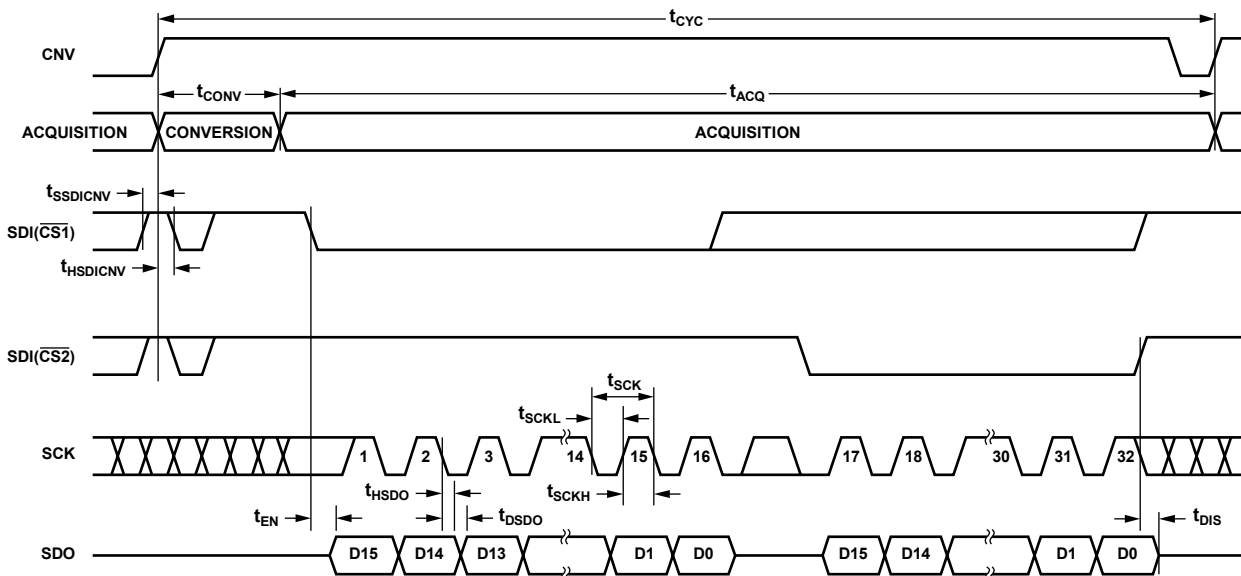 tCYC
CNV
tCONV
tACQ
ACQUISITION
CONVERSION
ACQUISITION
tSSDICNV
SDI(CS1)
tHSDICNV
SDI(CS2)
tSCK
tSCKL
SCK
1
2
3
14
15
16
17
18
30
31
32
tHSDO
tSCKH
tEN
tDSDO
tDIS
SDO
D15
D14
D13
D1
D0
D15
D14
D1
D0